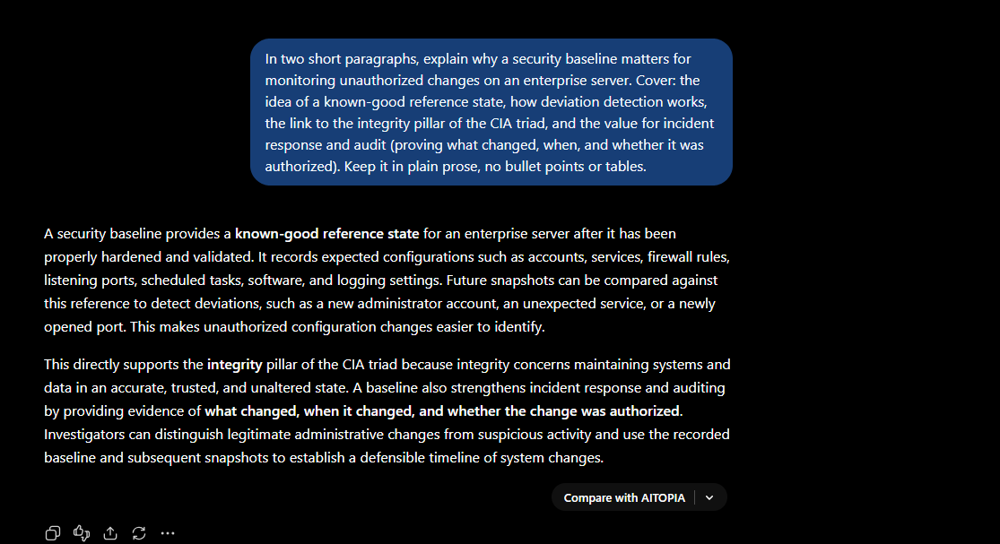 In two short paragraphs, explain why a security baseline matters for
monitoring unauthorized changes on an enterprise server. Cover: the
idea of a known-good reference state, how deviation detection works,
the link to the integrity pillar of the CIA triad, and the value for incident
response and audit (proving what changed, when, and whether it was
authorized). Keep it in plain prose, no bullet points or tables.
A security baseline provides a known-good reference state for an enterprise server after it has been
properly hardened and validated. It records expected configurations such as accounts, services, firewall rules,
listening ports, scheduled tasks, software, and logging settings. Future snapshots can be compared against
this reference to detect deviations, such as a new administrator account, an unexpected service, or a newly
opened port. This makes unauthorized configuration changes easier to identify.
This directly supports the integrity pillar of the CIA triad because integrity concerns maintaining systems and
data in an accurate, trusted, and unaltered state. A baseline also strengthens incident response and auditing
by providing evidence of what changed, when it changed, and whether the change was authorized.
Investigators can distinguish legitimate administrative changes from suspicious activity and use the recorded
baseline and subsequent snapshots to establish a defensible timeline of system changes.
Compare with AITOPIA